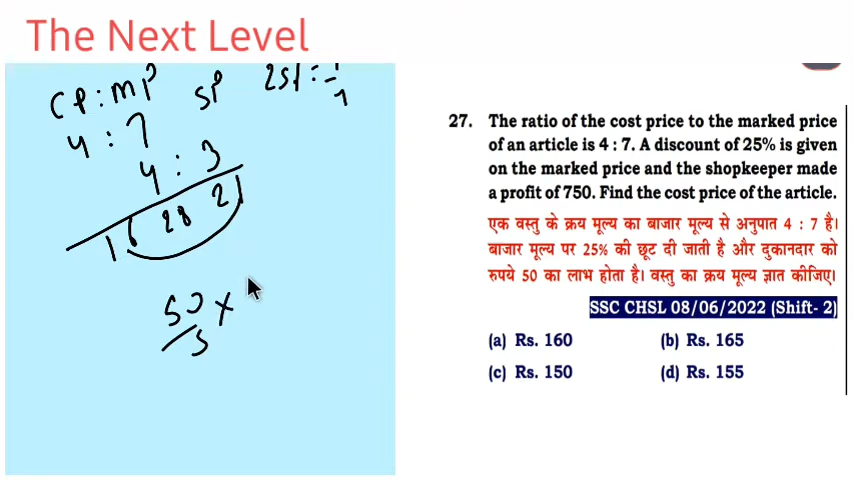 The Next Level
CP : MP SP
4 : 7
4 : 3
16 28 21
50 x
5
27. The ratio of the cost price to the marked price
of an article is 4 : 7. A discount of 25% is given
on the marked price and the shopkeeper made
a profit of 750. Find the cost price of the article.
एक वस्तु के क्रय मूल्य का बाजार मूल्य से अनुपात 4 : 7 है।
बाजार मूल्य पर 25% की छूट दी जाती है और दुकानदार को
रुपये 50 का लाभ होता है। वस्तु का क्रय मूल्य ज्ञात कीजिए।
SSC CHSL 08/06/2022 (Shift- 2)
(a) Rs. 160 (b) Rs. 165
(c) Rs. 150 (d) Rs. 155